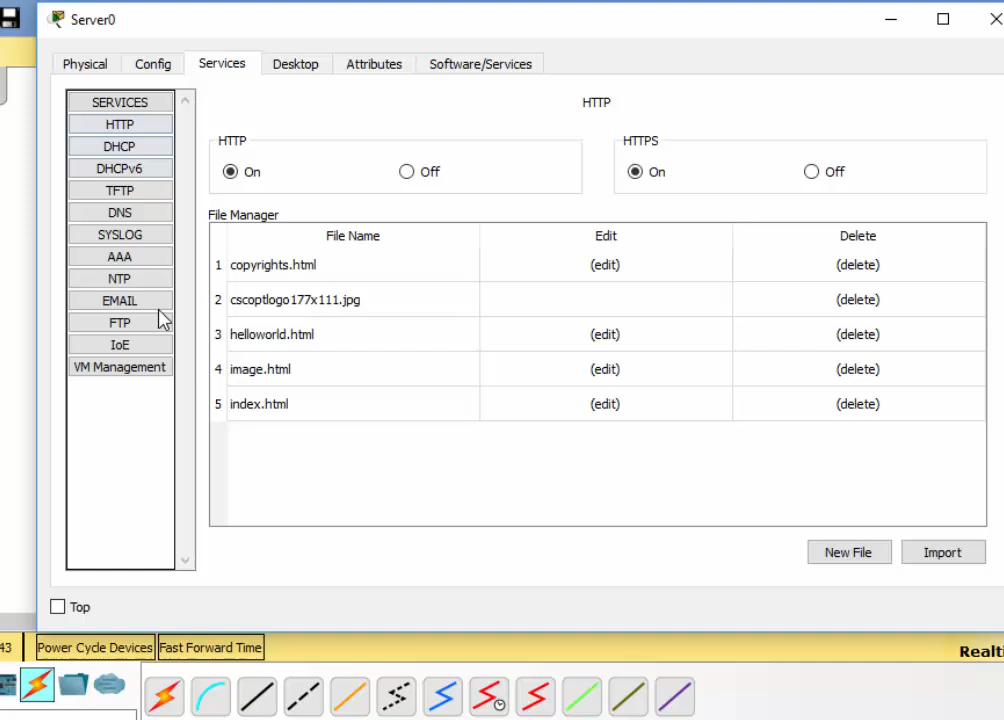 Server0
Physical Config Services Desktop Attributes Software/Services
SERVICES
HTTP
DHCP
DHCPv6
TFTP
DNS
SYSLOG
AAA
NTP
EMAIL
FTP
IoE
VM Management
HTTP
HTTP
On Off
HTTPS
On Off
File Manager
File Name Edit Delete
1 copyrights.html (edit) (delete)
2 cscoptlogo177x111.jpg (delete)
3 helloworld.html (edit) (delete)
4 image.html (edit) (delete)
5 index.html (edit) (delete)
New File Import
Top
43 Power Cycle Devices Fast Forward Time Realti